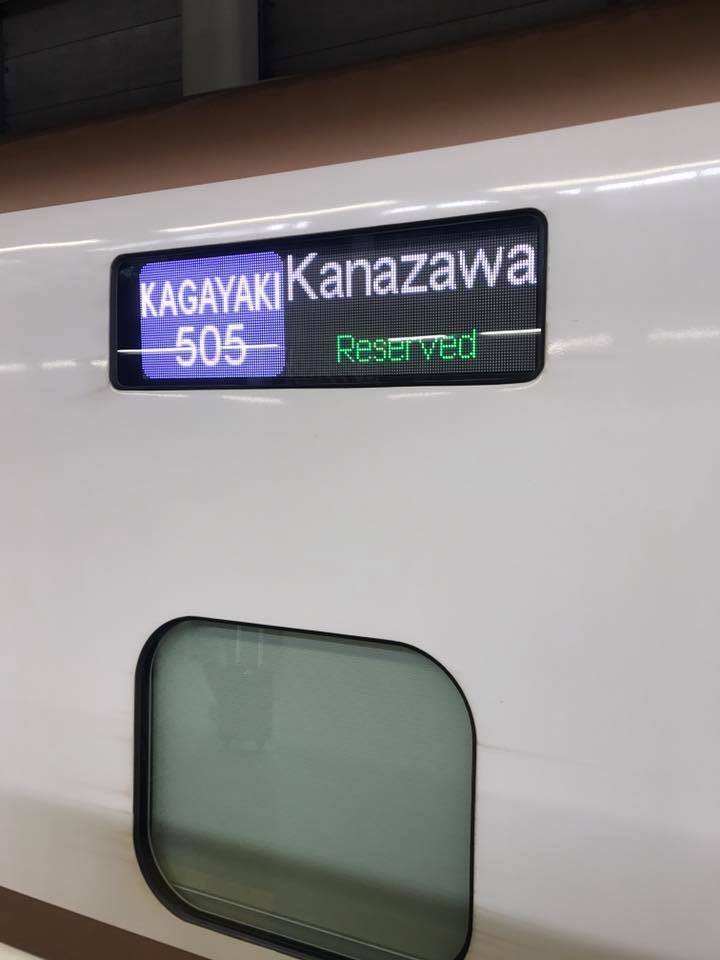 KAGAYAKI
505
Kanazawa
Reserved